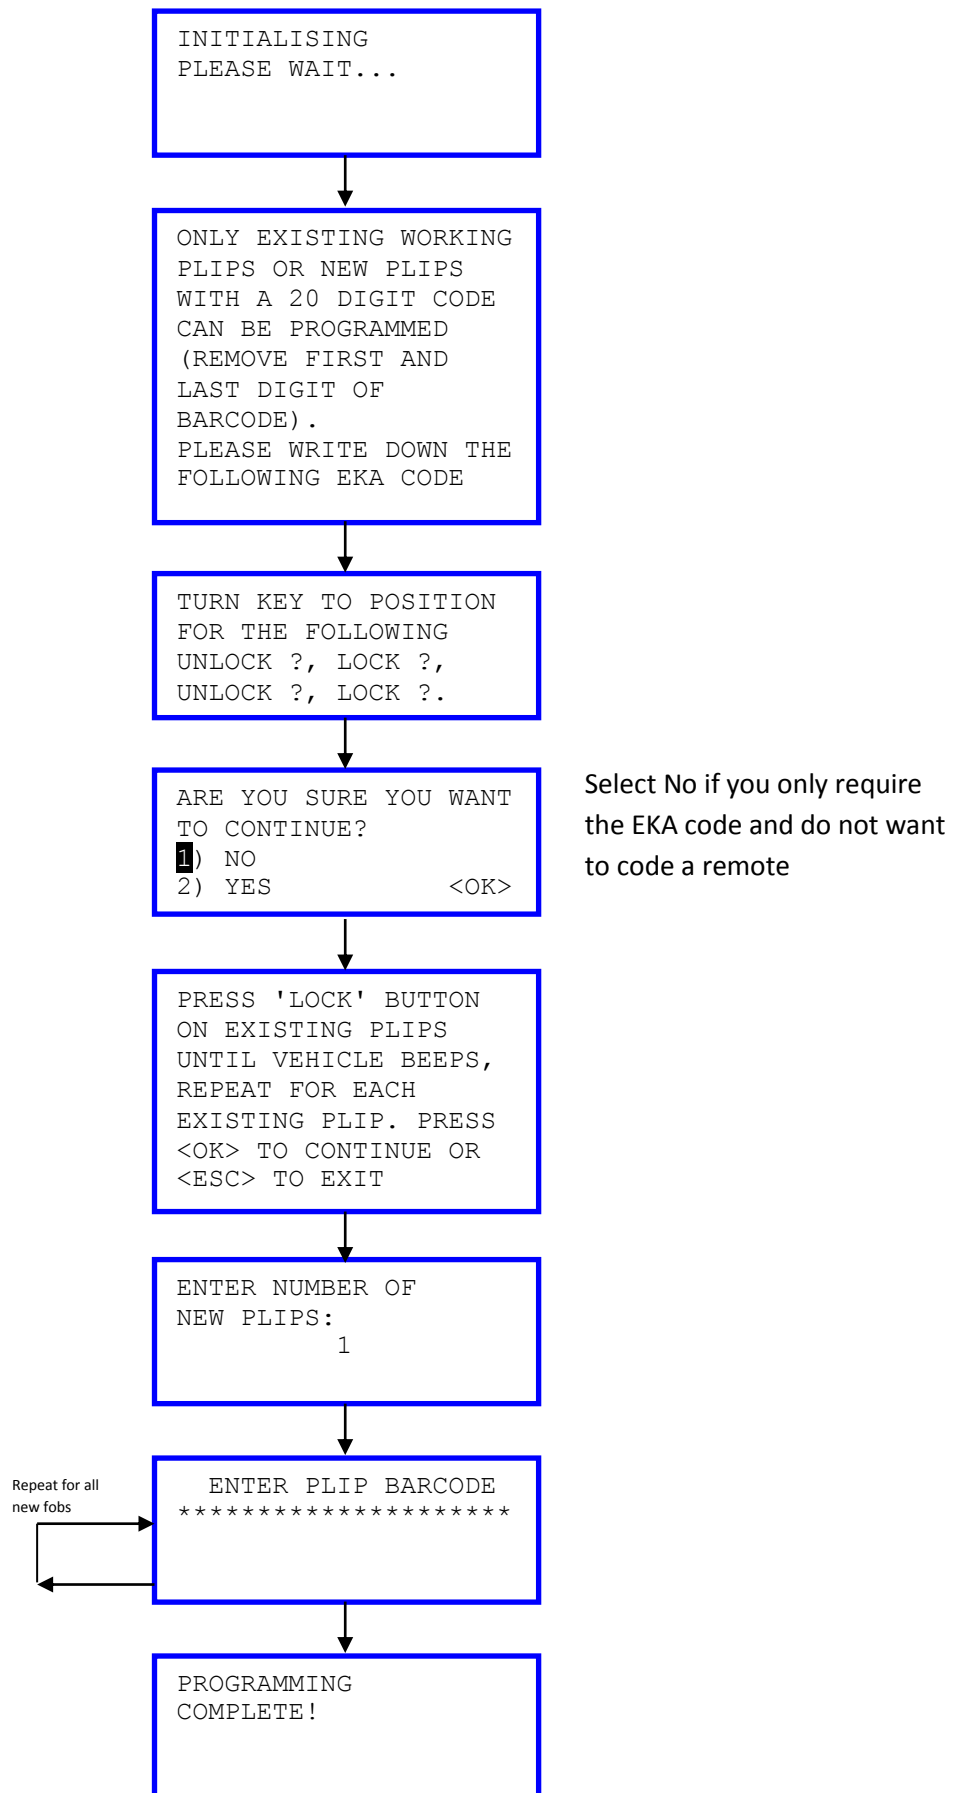 INITIALISING
PLEASE WAIT...
ONLY EXISTING WORKING
PLIPS OR NEW PLIPS
WITH A 20 DIGIT CODE
CAN BE PROGRAMMED
(REMOVE FIRST AND
LAST DIGIT OF
BARCODE).
PLEASE WRITE DOWN THE
FOLLOWING EKA CODE
TURN KEY TO POSITION
FOR THE FOLLOWING
UNLOCK ?, LOCK ?,
UNLOCK ?, LOCK ?.
ARE YOU SURE YOU WANT
TO CONTINUE?
1) NO
2) YES <OK>
Select No if you only require
the EKA code and do not want
to code a remote
PRESS 'LOCK' BUTTON
ON EXISTING PLIPS
UNTIL VEHICLE BEEPS,
REPEAT FOR EACH
EXISTING PLIP. PRESS
<OK> TO CONTINUE OR
<ESC> TO EXIT
ENTER NUMBER OF
NEW PLIPS:
1
Repeat for all
new fobs
ENTER PLIP BARCODE
*********************
PROGRAMMING
COMPLETE!